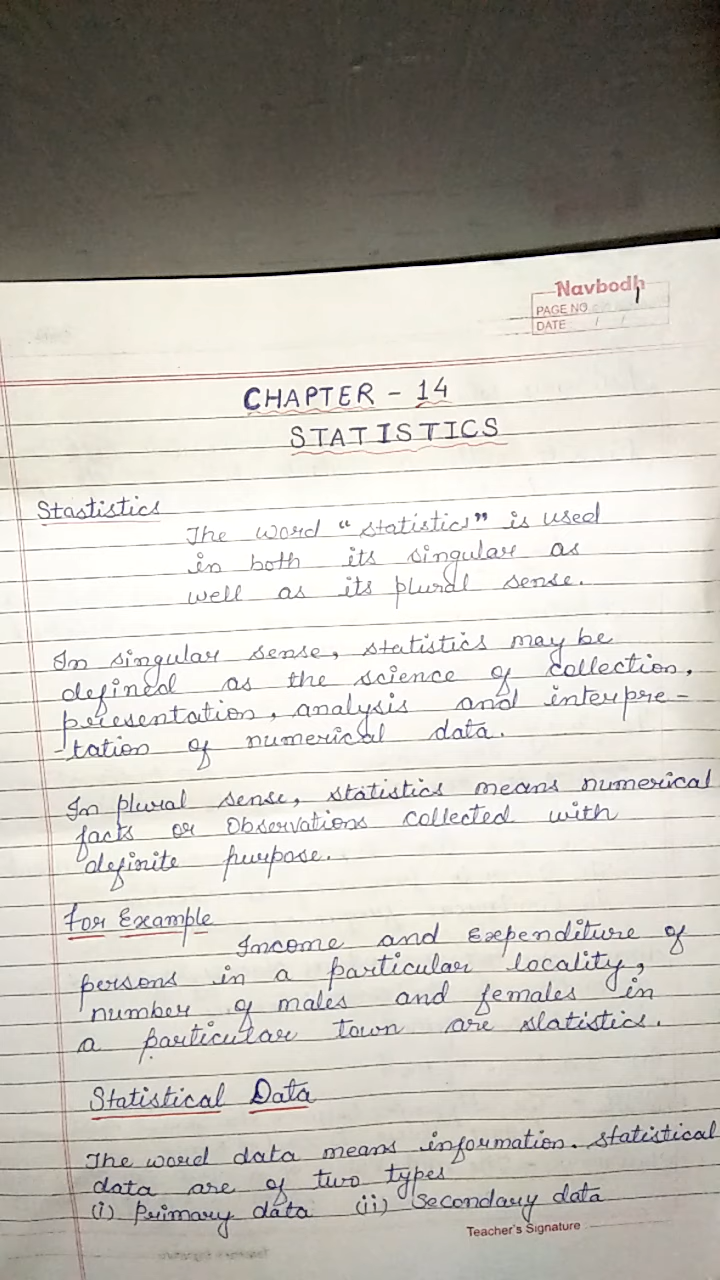 Navbodh
PAGE NO 1
DATE / /
CHAPTER - 14
STATISTICS
Stastistics
The word "statistics" is used
in both its singular as
well as its plural sense.
In singular sense, statistics may be
defined as the science of collection,
presentation, analysis and interpre-
-tation of numerical data.
In plural sense, statistics means numerical
facts or Observations collected with
definite purpose.
For Example
Income and Expenditure of
persons in a particular locality,
number of males and females in
a particular town are statistics.
Statistical Data
The word data means information. statistical
data are of two types
(i) Primary data (ii) Secondary data
Teacher's Signature